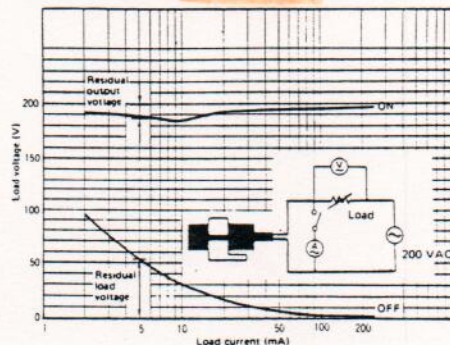 Residual
output
voltage
200
ON
150
Load voltage (V)
V
Load
100
A
200 VAC
50
Residual
load
voltage
OFF
0
1
5
10
50
100
200
Load current (mA)